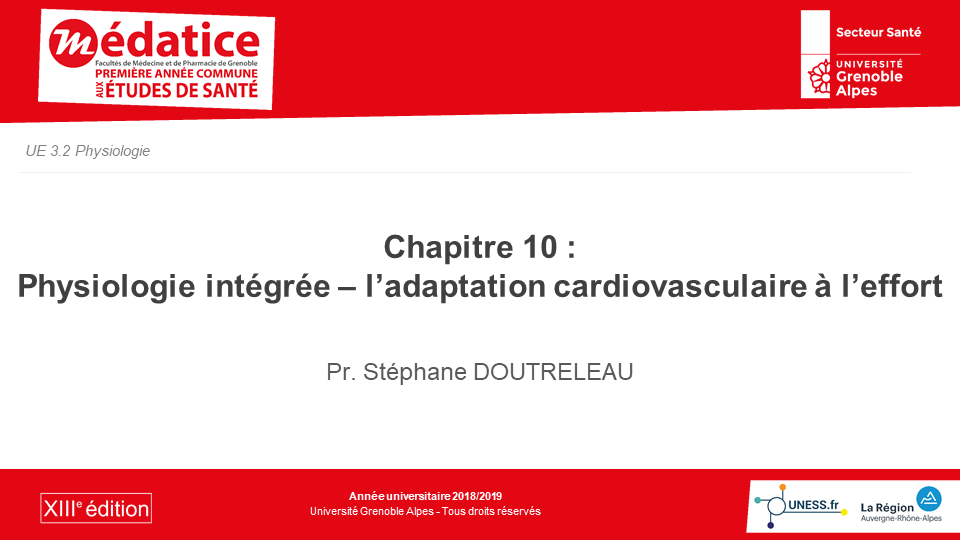 médatice
Facultés de Médecine et de Pharmacie de Grenoble
PREMIÈRE ANNÉE COMMUNE
AUX ÉTUDES DE SANTÉ
Secteur Santé
UNIVERSITÉ
Grenoble
Alpes
UE 3.2 Physiologie
Chapitre 10 :
Physiologie intégrée – l’adaptation cardiovasculaire à l’effort
Pr. Stéphane DOUTRELEAU
XIIIe édition
Année universitaire 2018/2019
Université Grenoble Alpes - Tous droits réservés
UNESS.fr
La Région
Auvergne-Rhône-Alpes